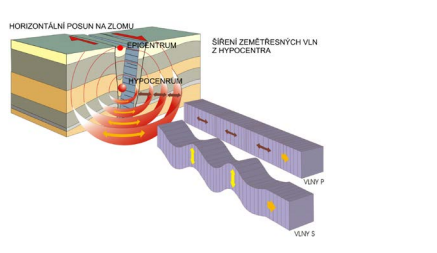 HORIZONTÁLNÍ POSUN NA ZLOMU
EPICENTRUM
ŠÍŘENÍ ZEMĚTŘESNÝCH VLN
Z HYPOCENTRA
HYPOCENRUM
VLNY P
VLNY S